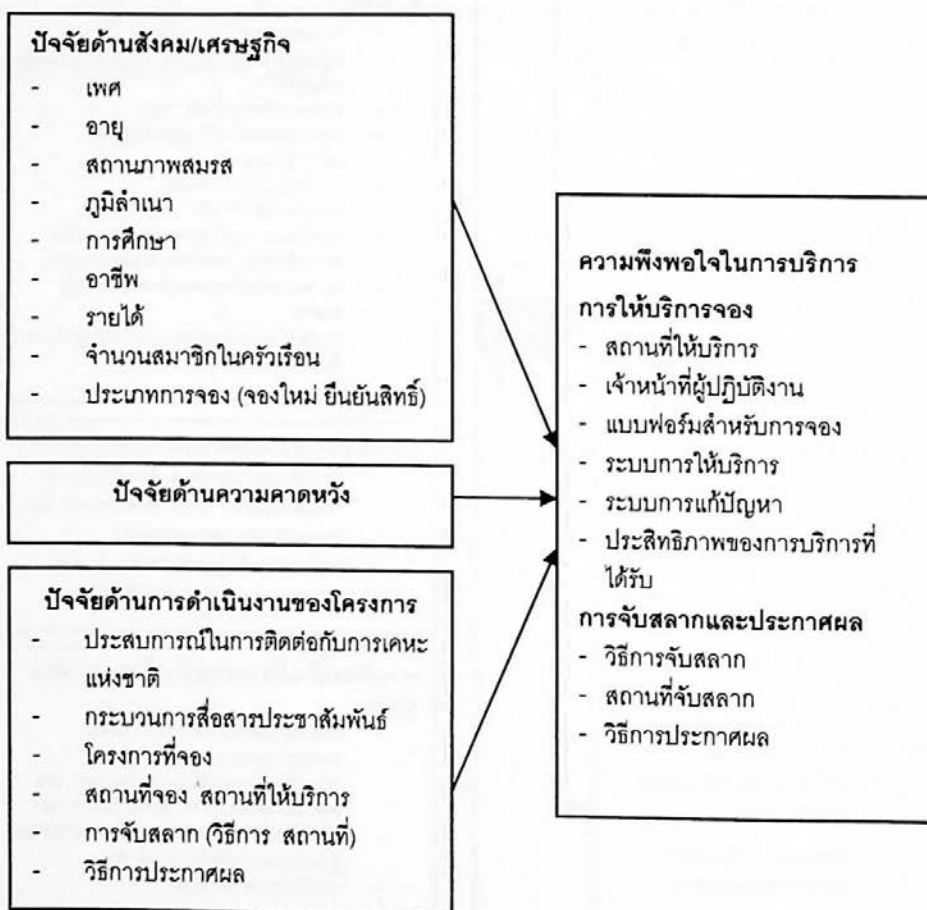 ปัจจัยด้านสังคม/เศรษฐกิจ
- เพศ
- อายุ
- สถานภาพสมรส
- ภูมิลำเนา
- การศึกษา
- อาชีพ
- รายได้
- จำนวนสมาชิกในครัวเรือน
- ประเภทการจอง (จองใหม่ ยืนยันสิทธิ์)
ปัจจัยด้านความคาดหวัง
ปัจจัยด้านการดำเนินงานของโครงการ
- ประสบการณ์ในการติดต่อกับการเคหะ
แห่งชาติ
- กระบวนการสื่อสารประชาสัมพันธ์
- โครงการที่จอง
- สถานที่จอง สถานที่ให้บริการ
- การจับสลาก (วิธีการ สถานที่)
- วิธีการประกาศผล
ความพึงพอใจในการบริการ
การให้บริการจอง
- สถานที่ให้บริการ
- เจ้าหน้าที่ผู้ปฏิบัติงาน
- แบบฟอร์มสำหรับการจอง
- ระบบการให้บริการ
- ระบบการแก้ปัญหา
- ประสิทธิภาพของการบริการที่
ได้รับ
การจับสลากและประกาศผล
- วิธีการจับสลาก
- สถานที่จับสลาก
- วิธีการประกาศผล